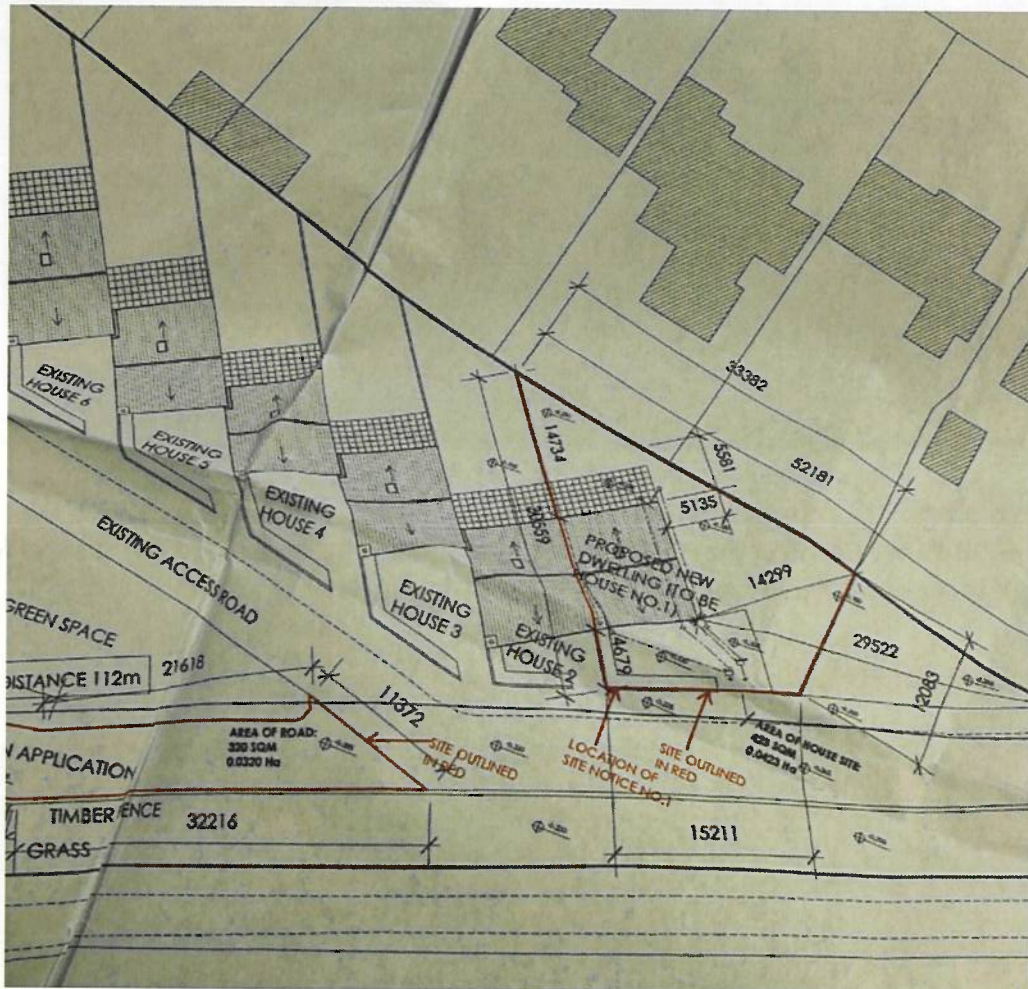 33382
52181
5581
5135
14734
30659
EXISTING
HOUSE 6
EXISTING
HOUSE 5
EXISTING
HOUSE 4
PROPOSED NEW
DWELLING (TO BE
HOUSE NO.1)
14299
EXISTING ACCESS ROAD
EXISTING
HOUSE 3
EXISTING
HOUSE 2
4679
29522
12083
GREEN SPACE
DISTANCE 112m
21618
11372
AREA OF ROAD:
320 SQM
0.0320 Ha
SITE OUTLINED
IN RED
LOCATION OF
SITE NOTICE NO.1
SITE OUTLINED
IN RED
AREA OF HOUSE SITE:
423 SQM
0.0423 Ha
N APPLICATION
TIMBER FENCE
32216
15211
GRASS